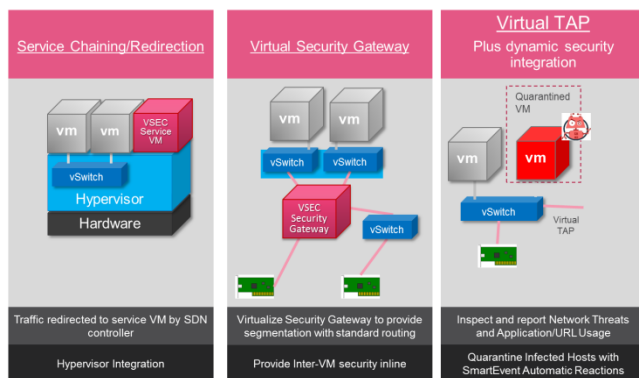 Service Chaining/Redirection
vm
vm
VSEC
Service
VM
vSwitch
Hypervisor
Hardware
Traffic redirected to service VM by SDN
controller
Hypervisor Integration
Virtual Security Gateway
vm
vm
vSwitch
vSwitch
VSEC
Security
Gateway
vSwitch
Virtualize Security Gateway to provide
segmentation with standard routing
Provide Inter-VM security inline
Virtual TAP
Plus dynamic security
integration
Quarantined
VM
vm
vm
vSwitch
Virtual
TAP
Inspect and report Network Threats
and Application/URL Usage
Quarantine Infected Hosts with
SmartEvent Automatic Reactions